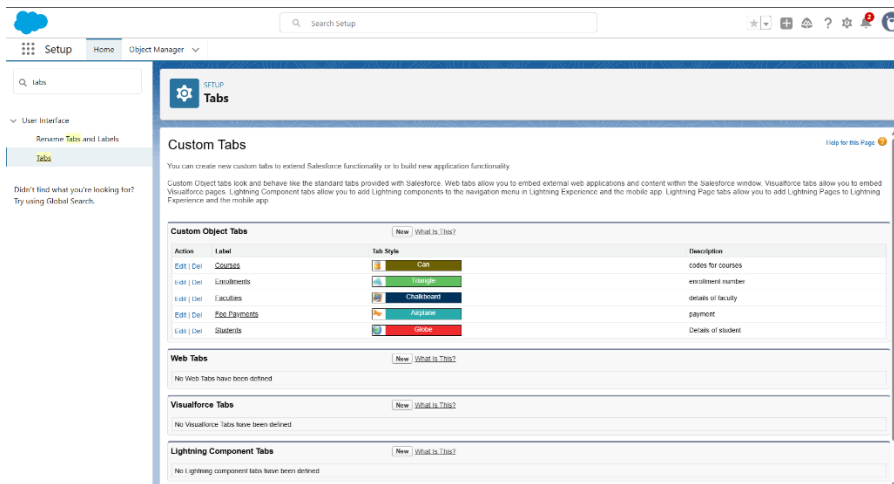 Search Setup
2
Setup
Home
Object Manager
tabs
User Interface
Rename Tabs and Labels
Tabs
Didn't find what you're looking for?
Try using Global Search.
SETUP
Tabs
Custom Tabs
Help for this Page
You can create new custom tabs to extend Salesforce functionality or to build new application functionality
Custom Object tabs look and behave like the standard tabs provided with Salesforce. Web tabs allow you to embed external web applications and content within the Salesforce window. Visualforce tabs allow you to embed
Visualforce pages. Lightning Component tabs allow you to add Lightning components to the navigation menu in Lightning Experience and the mobile app. Lightning Page tabs allow you to add Lightning Pages to Lightning
Experience and the mobile app
Custom Object Tabs New What Is This?
Action Label Tab Style Description
Edit | Del Courses Can codes for courses
Edit | Del Enrollments Triangle enrollment number
Edit | Del Faculties Chalkboard details of faculty
Edit | Del Fee Payments Airplane payment
Edit | Del Students Globe Details of student
Web Tabs New What Is This?
No Web Tabs have been defined
Visualforce Tabs New What Is This?
No Visualforce Tabs have been defined
Lightning Component Tabs New What Is This?
No Lightning component tabs have been defined